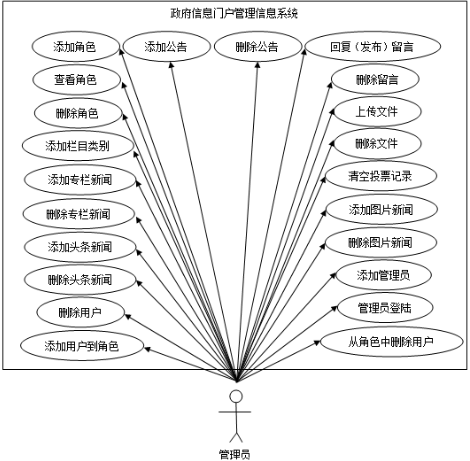 政府信息门户管理信息系统
添加角色
添加公告
删除公告
回复（发布）留言
查看角色
删除留言
删除角色
上传文件
添加栏目类别
删除文件
添加专栏新闻
清空投票记录
删除专栏新闻
添加图片新闻
添加头条新闻
删除图片新闻
删除头条新闻
添加管理员
删除用户
管理员登陆
添加用户到角色
从角色中删除用户
管理员